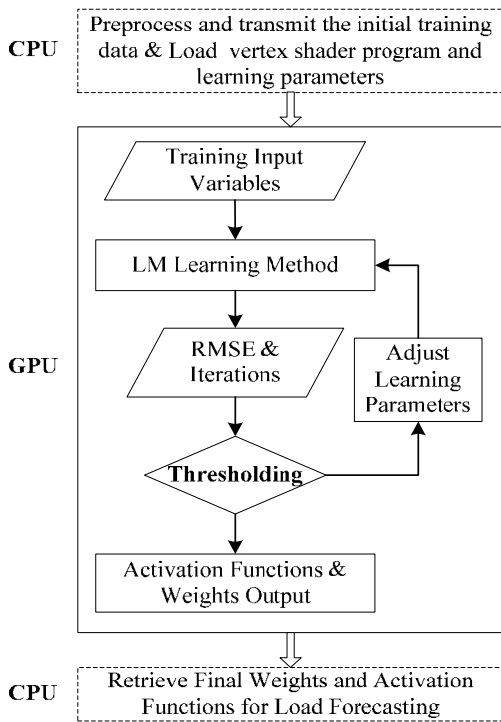 CPU
Preprocess and transmit the initial training
data & Load vertex shader program and
learning parameters
Training Input
Variables
LM Learning Method
GPU
RMSE &
Iterations
Adjust
Learning
Parameters
Thresholding
Activation Functions &
Weights Output
CPU
Retrieve Final Weights and Activation
Functions for Load Forecasting